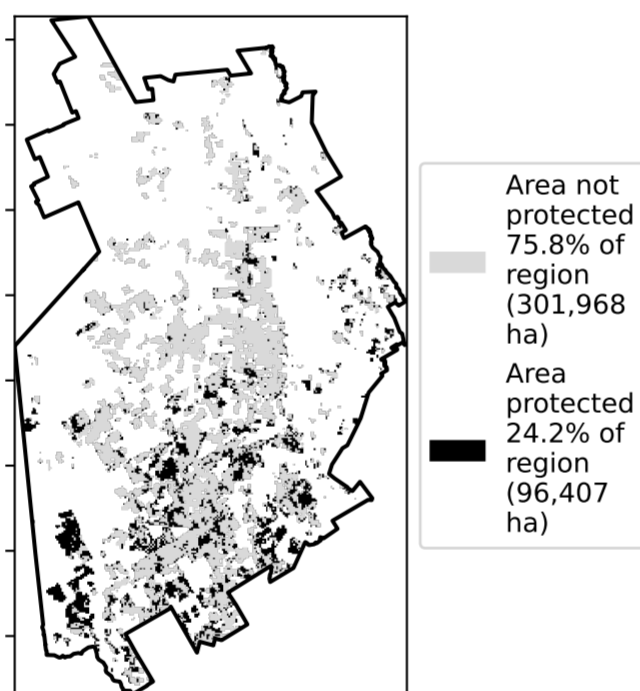 Area not
protected
75.8% of
region
(301,968
ha)
Area
protected
24.2% of
region
(96,407
ha)